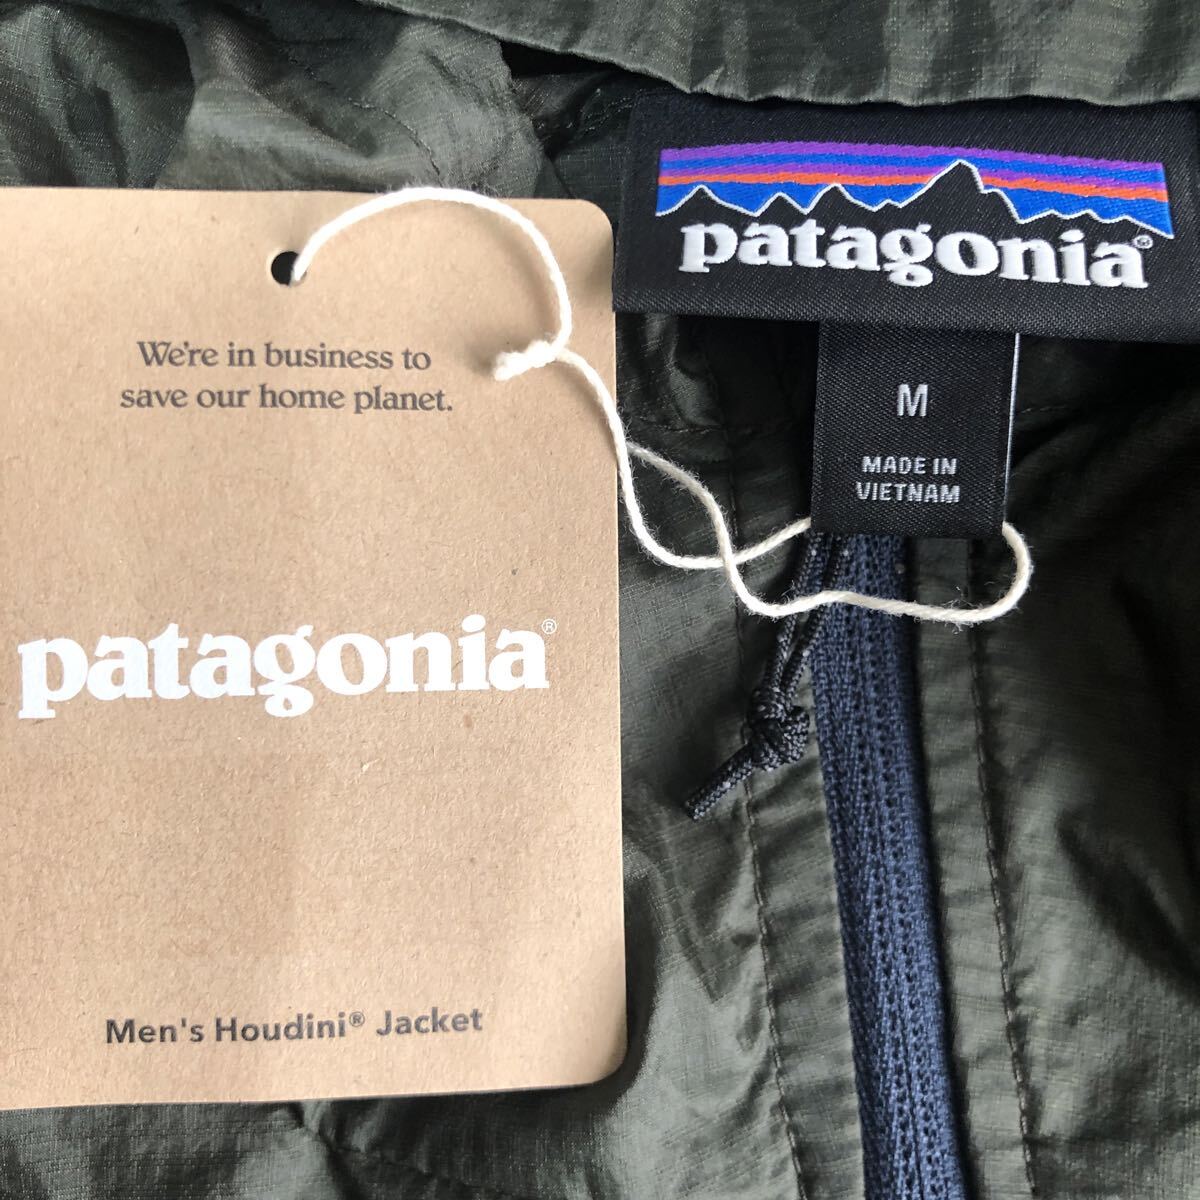 We're in business to
save our home planet.
patagonia®
Men's Houdini® Jacket
patagonia®
M
MADE IN
VIETNAM